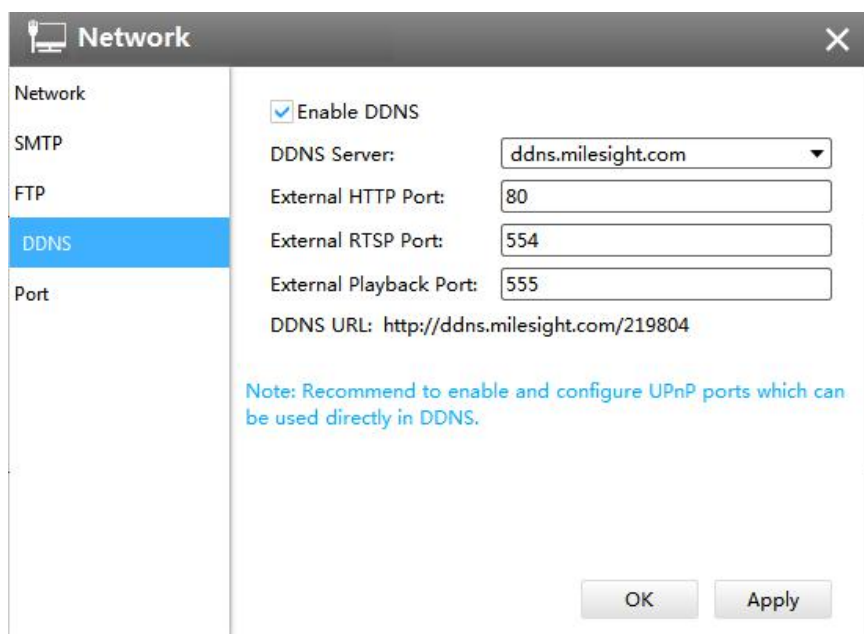 Network
Network
SMTP
FTP
DDNS
Port
Enable DDNS
DDNS Server: ddns.milesight.com
External HTTP Port: 80
External RTSP Port: 554
External Playback Port: 555
DDNS URL: http://ddns.milesight.com/219804
Note: Recommend to enable and configure UPnP ports which can
be used directly in DDNS.
OK Apply